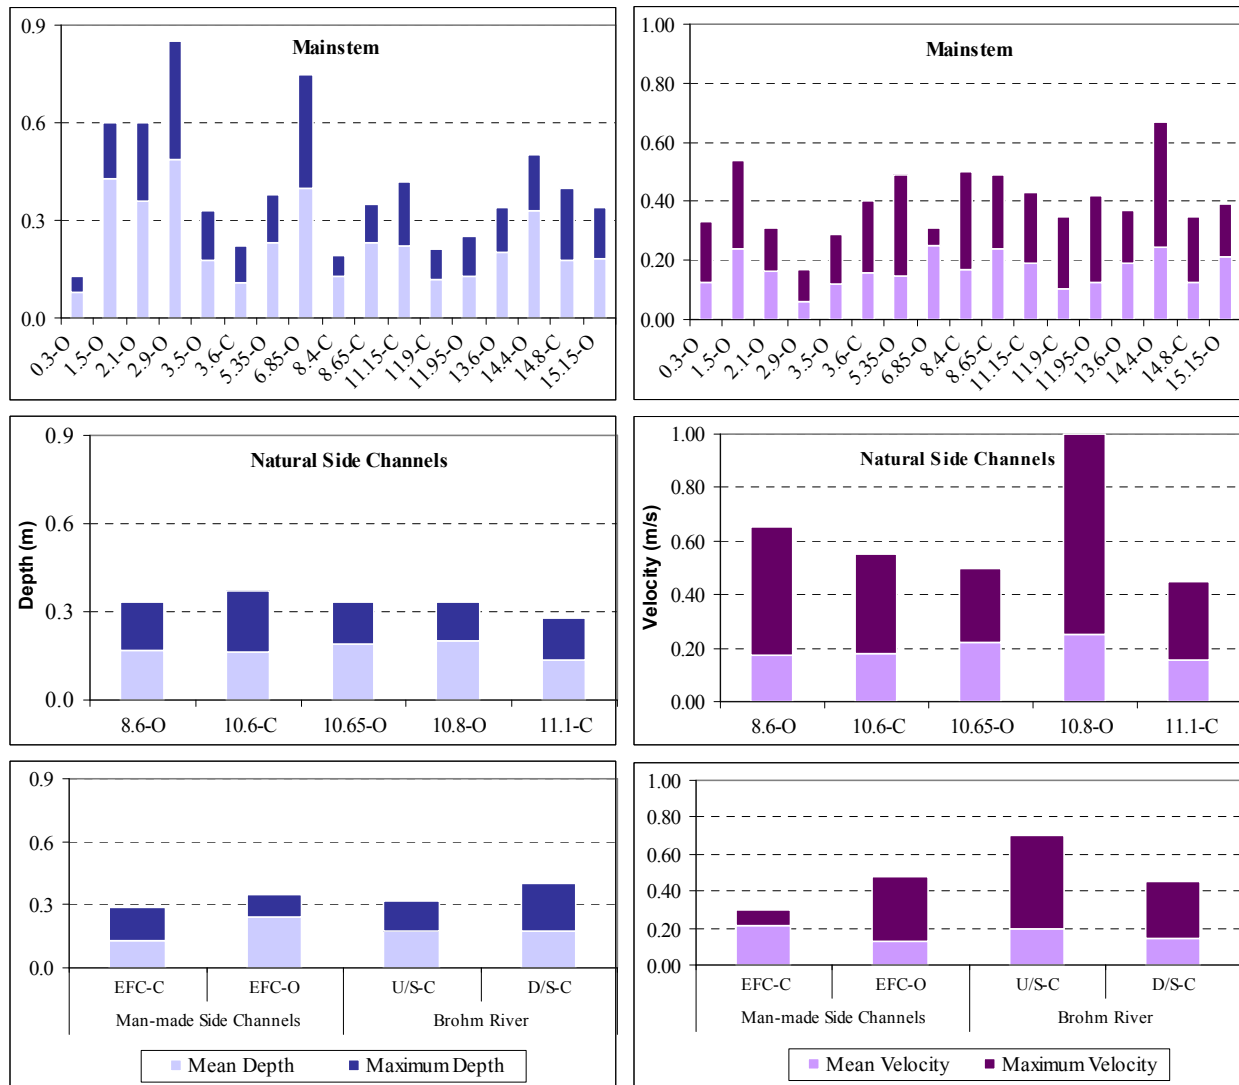 Mainstem
0.9
0.6
0.3
0.0
0.3-O
1.5-O
2.1-O
2.9-O
3.5-O
3.6-C
5.35-O
6.85-O
8.4-C
8.65-C
11.15-C
11.9-C
11.95-O
13.6-O
14.4-O
14.8-C
15.15-O
Mainstem
1.00
0.80
0.60
0.40
0.20
0.00
0.3-O
1.5-O
2.1-O
2.9-O
3.5-O
3.6-C
5.35-O
6.85-O
8.4-C
8.65-C
11.15-C
11.9-C
11.95-O
13.6-O
14.4-O
14.8-C
15.15-O
Natural Side Channels
Depth (m)
0.9
0.6
0.3
0.0
8.6-O 10.6-C 10.65-O 10.8-O 11.1-C
Natural Side Channels
Velocity (m/s)
1.00
0.80
0.60
0.40
0.20
0.00
8.6-O 10.6-C 10.65-O 10.8-O 11.1-C
0.9
0.6
0.3
0.0
EFC-C EFC-O U/S-C D/S-C
Man-made Side Channels Brohm River
Mean Depth Maximum Depth
1.00
0.80
0.60
0.40
0.20
0.00
EFC-C EFC-O U/S-C D/S-C
Man-made Side Channels Brohm River
Mean Velocity Maximum Velocity